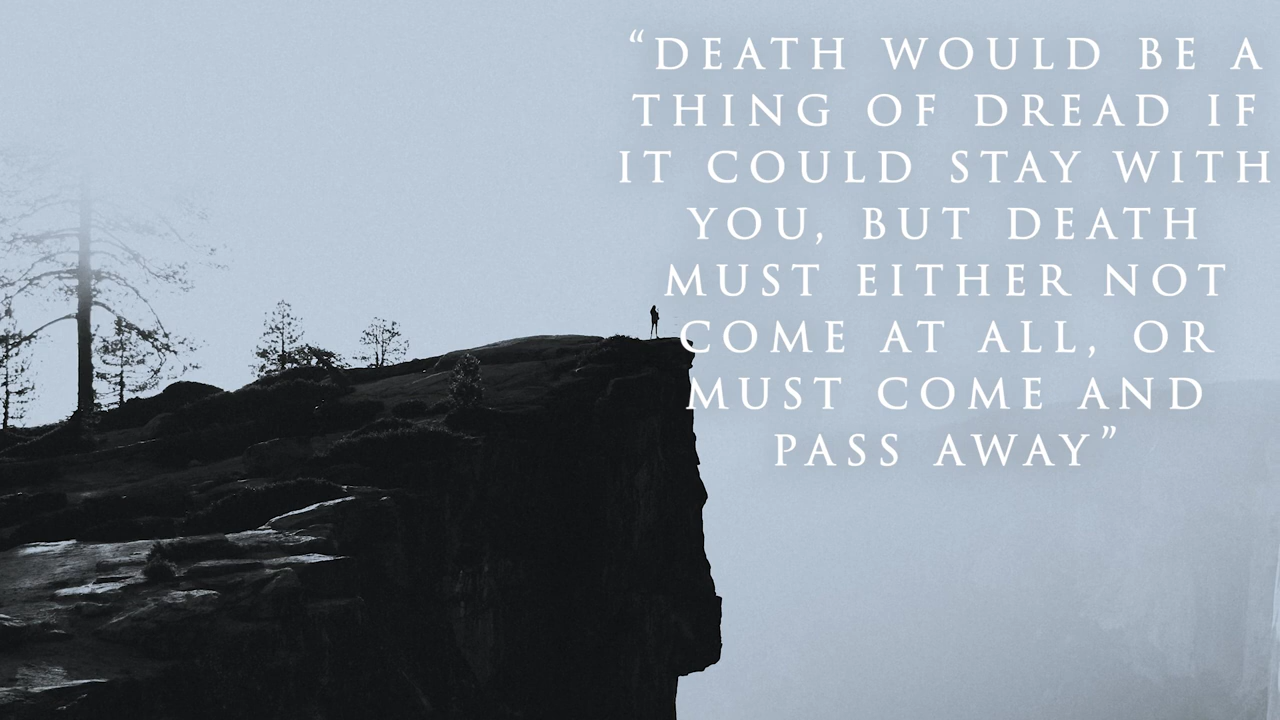 “DEATH WOULD BE A
THING OF DREAD IF
IT COULD STAY WITH
YOU, BUT DEATH
MUST EITHER NOT
COME AT ALL, OR
MUST COME AND
PASS AWAY”